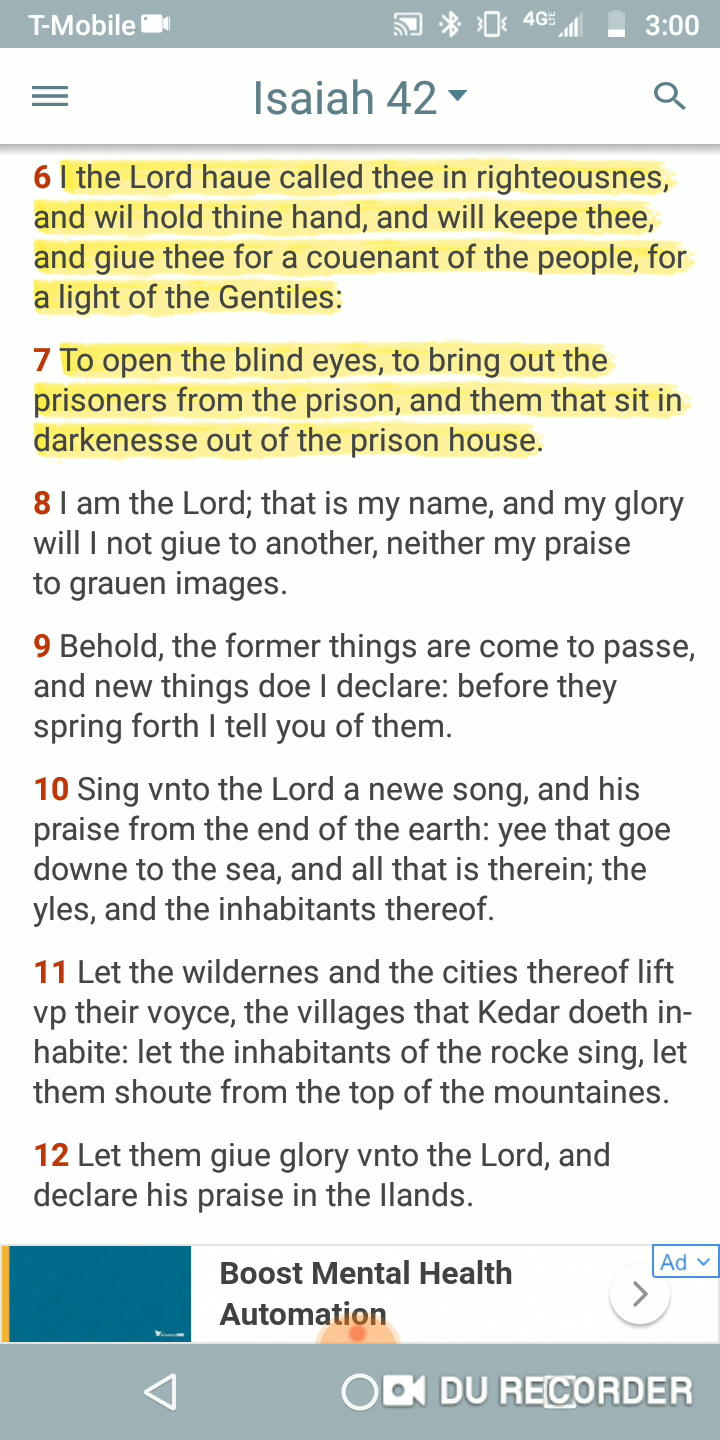 T-Mobile 4G LTE 3:00
Isaiah 42
6 I the Lord haue called thee in righteousnes,
and wil hold thine hand, and will keepe thee,
and giue thee for a couenant of the people, for
a light of the Gentiles:
7 To open the blind eyes, to bring out the
prisoners from the prison, and them that sit in
darkenesse out of the prison house.
8 I am the Lord; that is my name, and my glory
will I not giue to another, neither my praise
to grauen images.
9 Behold, the former things are come to passe,
and new things doe I declare: before they
spring forth I tell you of them.
10 Sing vnto the Lord a newe song, and his
praise from the end of the earth: yee that goe
downe to the sea, and all that is therein; the
yles, and the inhabitants thereof.
11 Let the wildernes and the cities thereof lift
vp their voyce, the villages that Kedar doeth in-
habite: let the inhabitants of the rocke sing, let
them shoute from the top of the mountaines.
12 Let them giue glory vnto the Lord, and
declare his praise in the Ilands.
Ad
Boost Mental Health
Automation
DU RECORDER